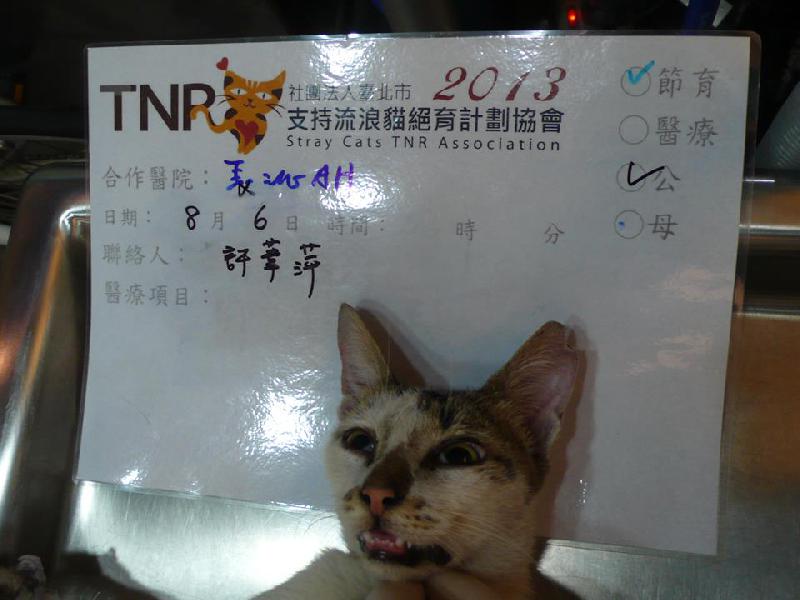 TNR 社團法人臺北市 2013
支持流浪貓絕育計劃協會
Stray Cats TNR Association
節育
醫療
公
母
合作醫院： AH
日期： 8 月 6 日 時間： 時 分
聯絡人： 許葦萍
醫療項目：